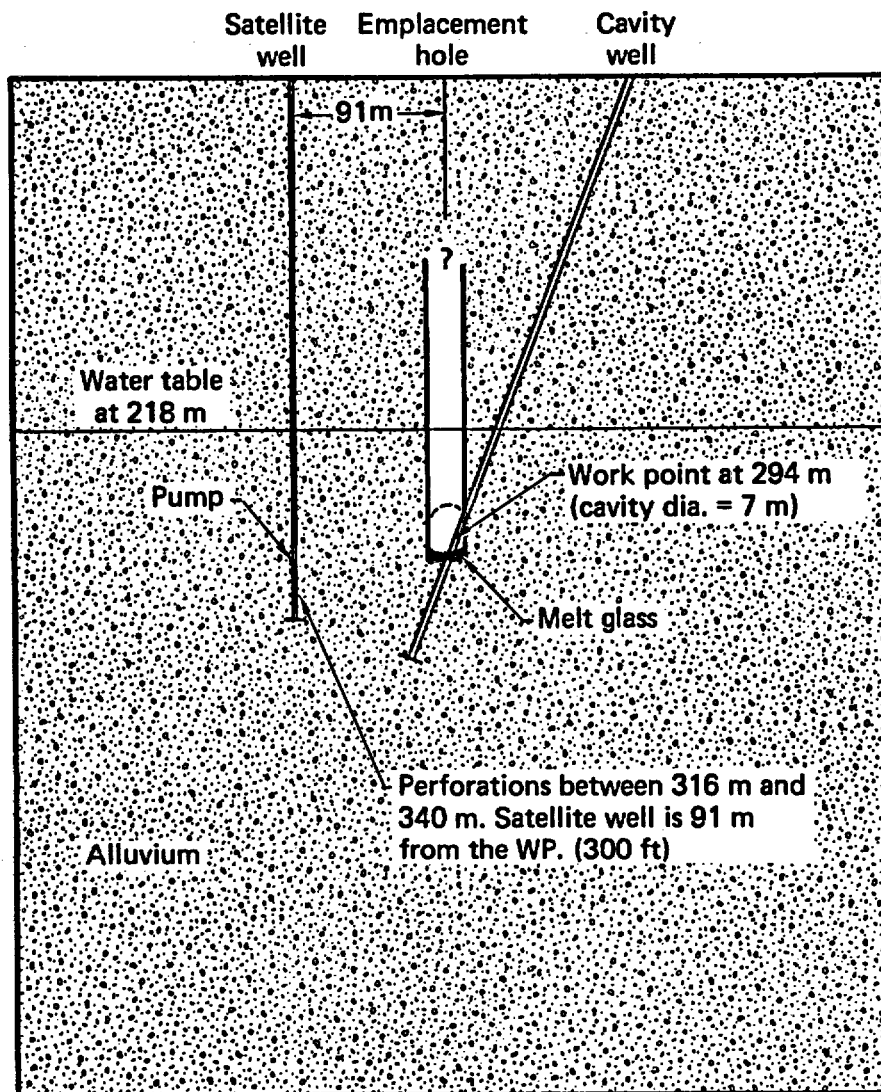 Satellite well
Emplacement hole
Cavity well
91m
?
Water table
at 218 m
Pump
Work point at 294 m
(cavity dia. = 7 m)
Melt glass
Perforations between 316 m and
340 m. Satellite well is 91 m
from the WP. (300 ft)
Alluvium